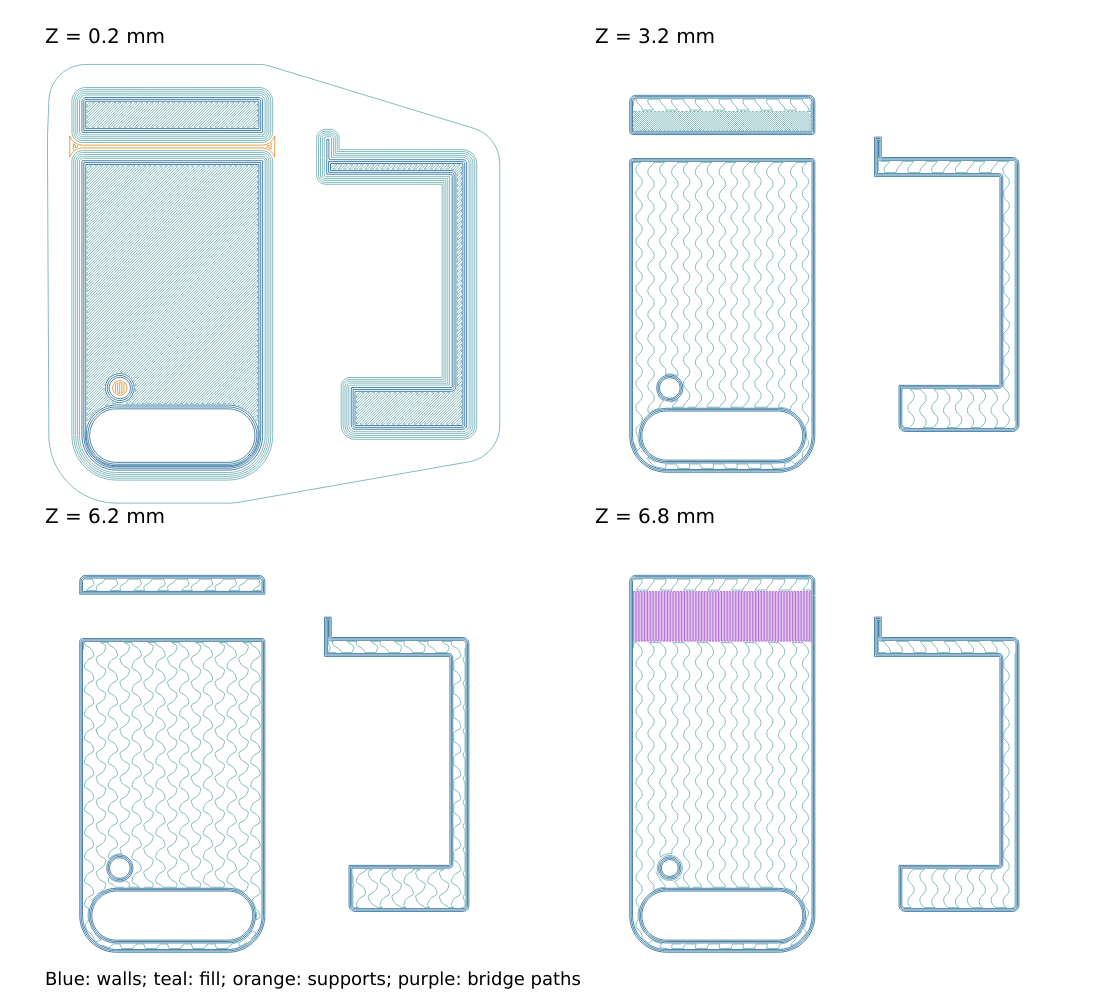 Z = 0.2 mm
Z = 3.2 mm
Z = 6.2 mm
Z = 6.8 mm
Blue: walls; teal: fill; orange: supports; purple: bridge paths